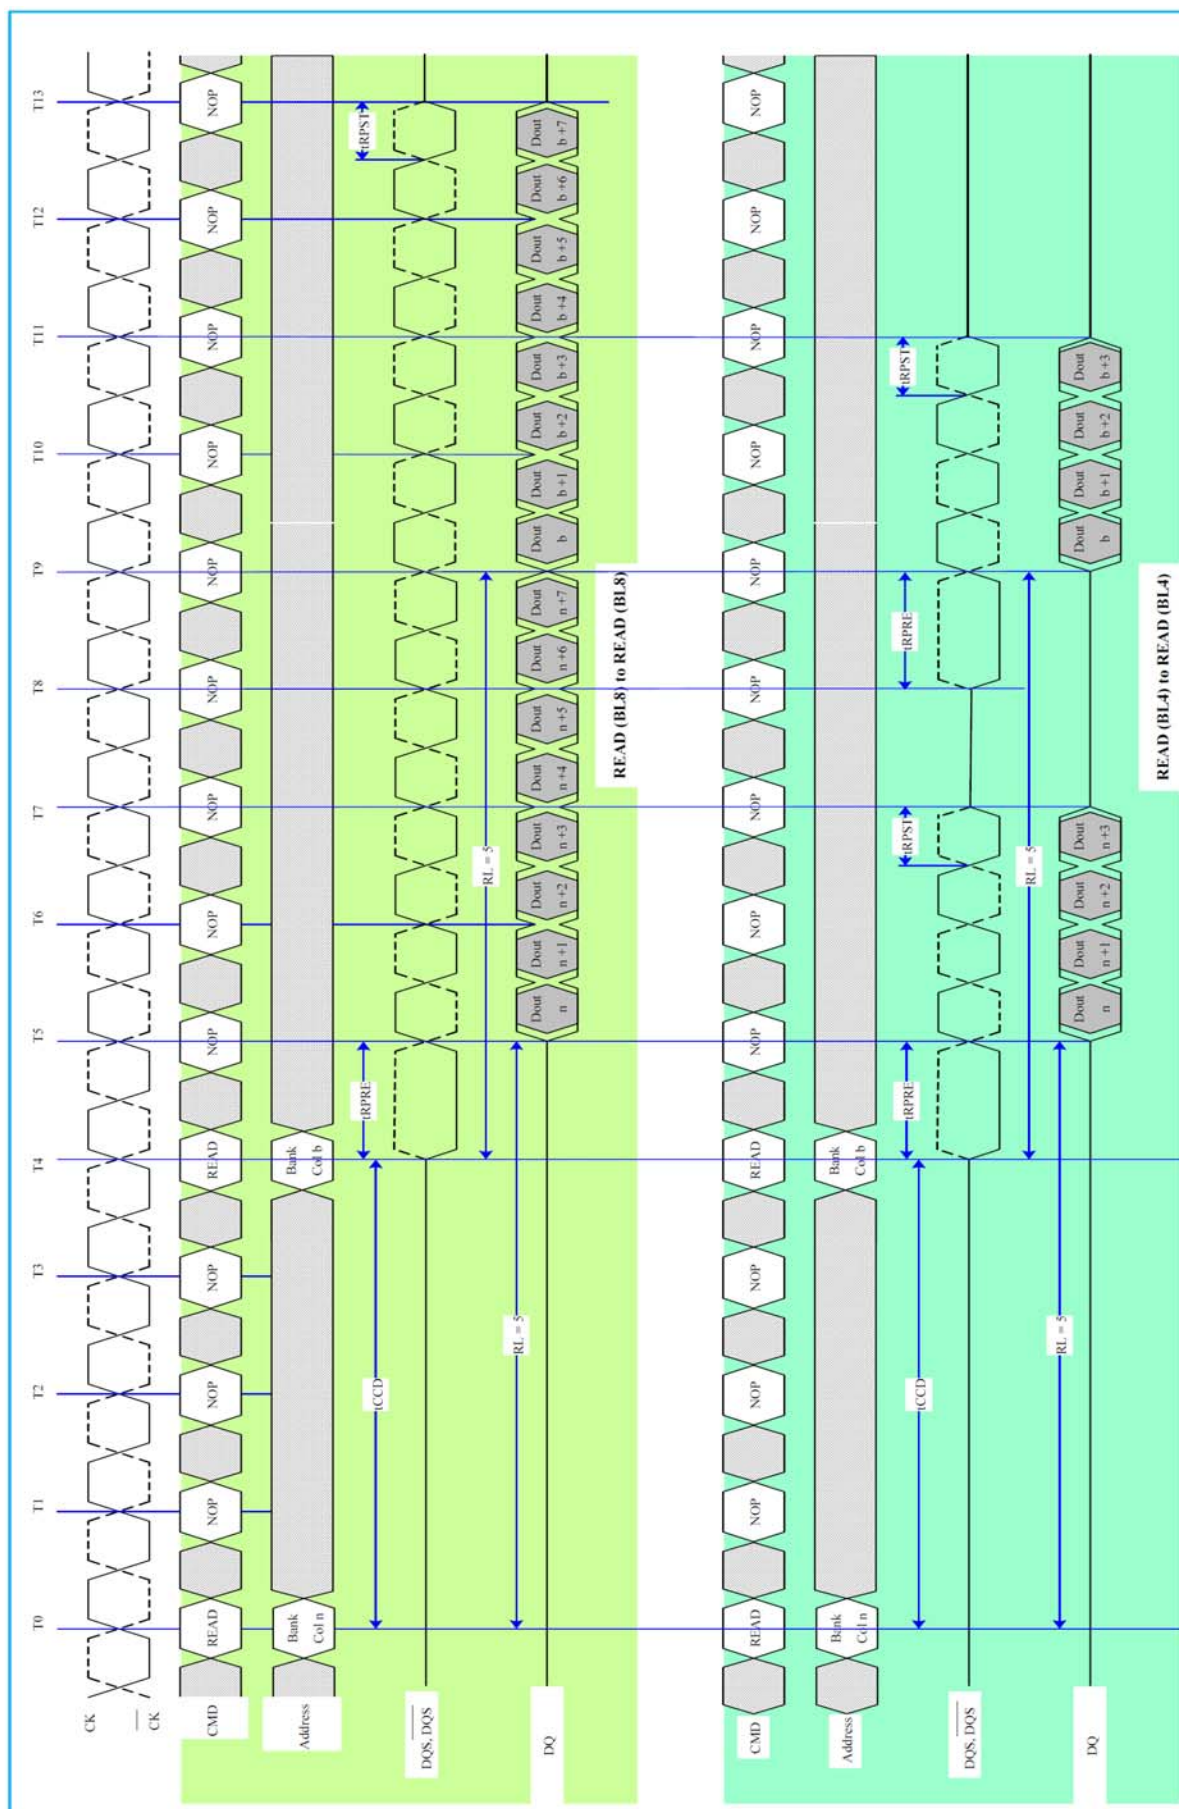 T0 T1 T2 T3 T4 T5 T6 T7 T8 T9 T10 T11 T12 T13
CK
CK
CMD READ NOP NOP NOP READ NOP NOP NOP NOP NOP NOP NOP NOP NOP
Address Bank Bank
Col n Col b
tCCD tRPRE tRPST
DQS, DQS
RL = 5
RL = 5
DQ Dout Dout Dout Dout Dout Dout Dout Dout Dout Dout Dout Dout Dout Dout Dout Dout
n n +1 n +2 n +3 n +4 n +5 n +6 n +7 b b +1 b +2 b +3 b +4 b +5 b +6 b +7
READ (BL8) to READ (BL8)
CMD READ NOP NOP NOP READ NOP NOP NOP NOP NOP NOP NOP NOP NOP
Address Bank Bank
Col n Col b
tCCD tRPRE tRPST tRPRE tRPST
DQS, DQS
RL = 5
RL = 5
DQ Dout Dout Dout Dout Dout Dout Dout Dout
n n +1 n +2 n +3 b b +1 b +2 b +3
READ (BL4) to READ (BL4)